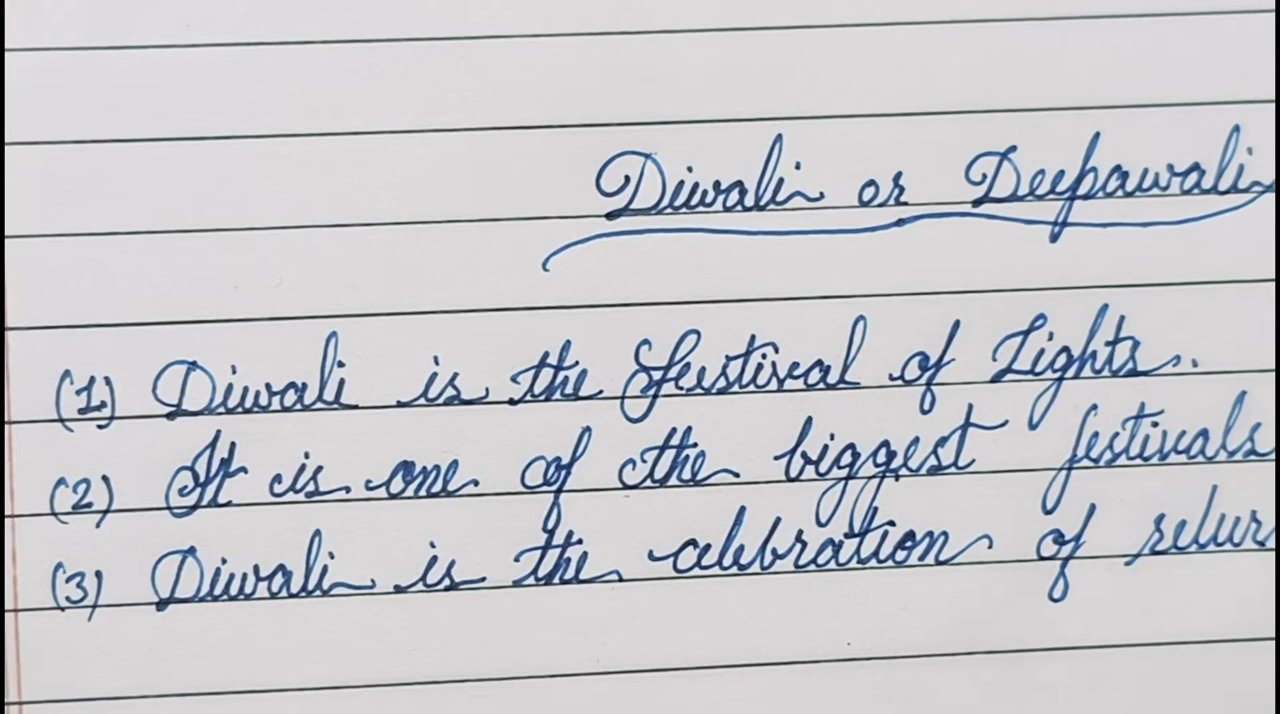 Diwali or Deepawali
(1) Diwali is the festival of Lights..
(2) It is one of the biggest festivals
(3) Diwali is the celebration of retur